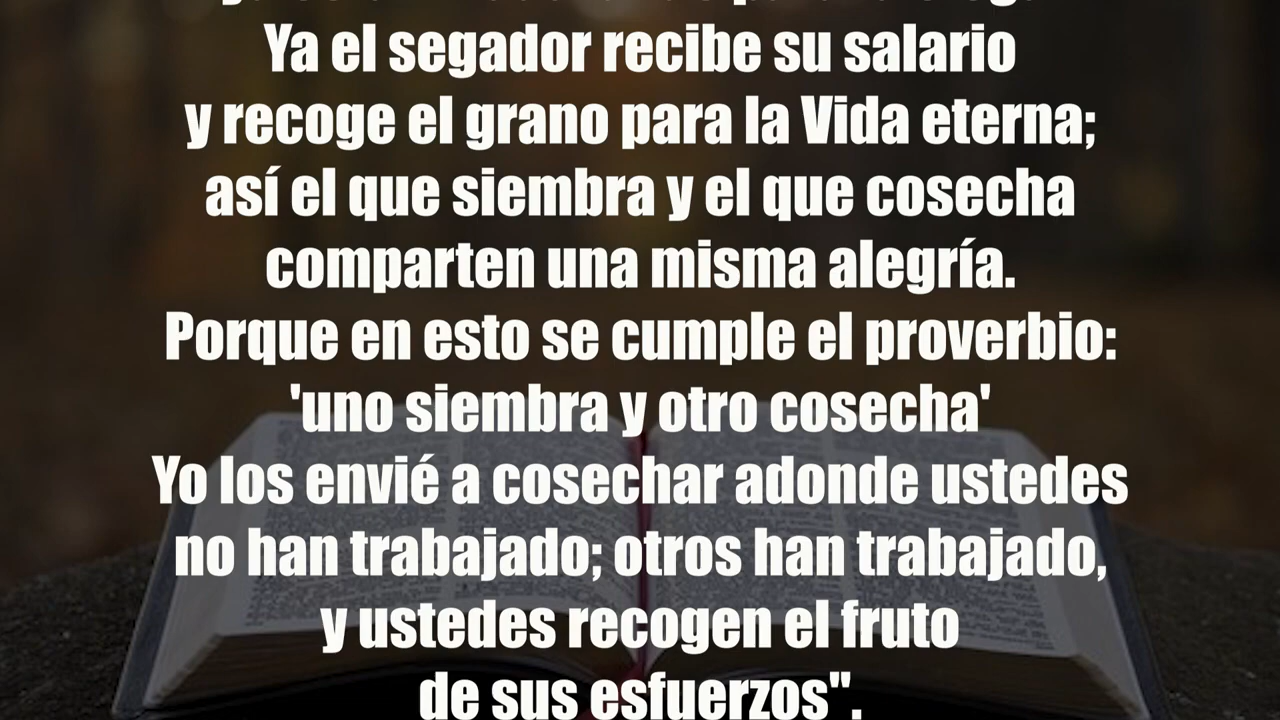 Ya el segador recibe su salario
y recoge el grano para la Vida eterna;
así el que siembra y el que cosecha
comparten una misma alegría.
Porque en esto se cumple el proverbio:
'uno siembra y otro cosecha'
Yo los envié a cosechar adonde ustedes
no han trabajado; otros han trabajado,
y ustedes recogen el fruto
de sus esfuerzos".